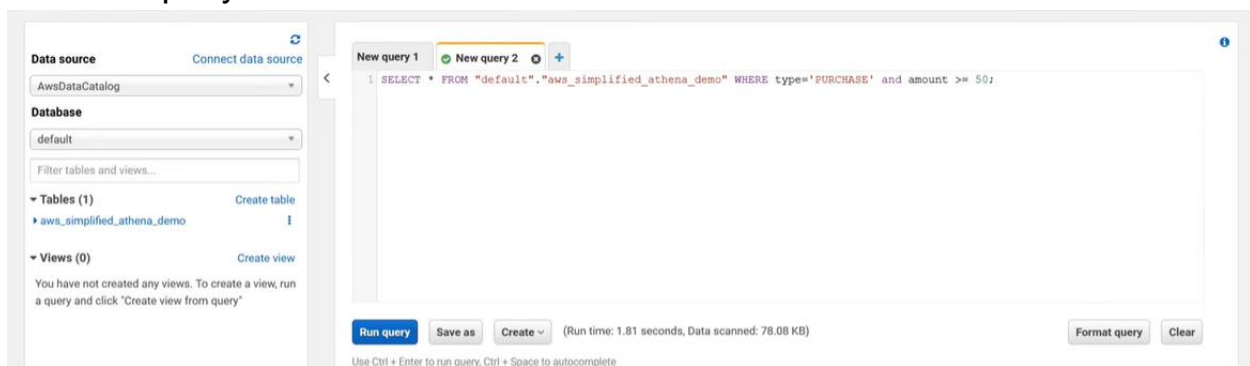 Data source Connect data source
AwsDataCatalog
Database
default
Filter tables and views...
Tables (1) Create table
aws_simplified_athena_demo
Views (0) Create view
You have not created any views. To create a view, run
a query and click "Create view from query"
New query 1 New query 2
1 SELECT * FROM "default"."aws_simplified_athena_demo" WHERE type='PURCHASE' and amount >= 50;
Run query Save as Create (Run time: 1.81 seconds, Data scanned: 78.08 KB) Format query Clear
Use Ctrl + Enter to run query, Ctrl + Space to autocomplete